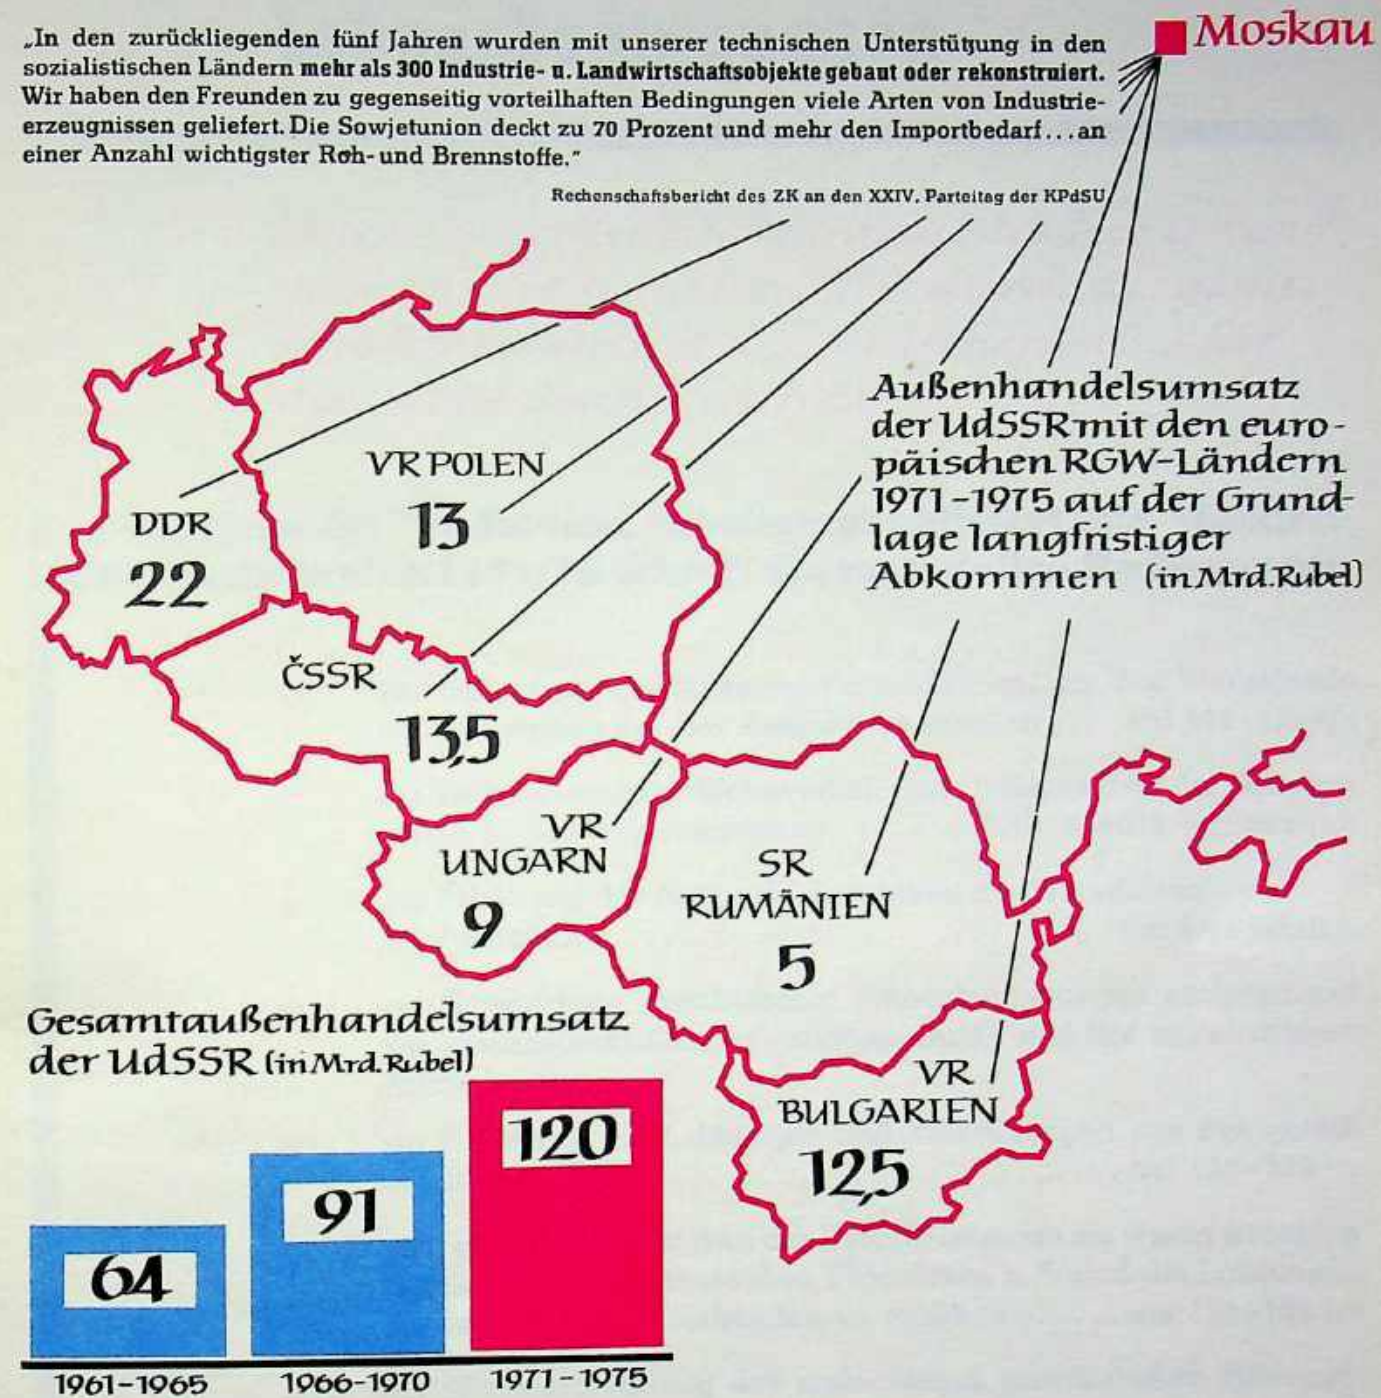 Moskau
„In den zurückliegenden fünf Jahren wurden mit unserer technischen Unterstützung in den
sozialistischen Ländern mehr als 300 Industrie- u. Landwirtschaftsobjekte gebaut oder rekonstruiert.
Wir haben den Freunden zu gegenseitig vorteilhaften Bedingungen viele Arten von Industrie-
erzeugnissen geliefert. Die Sowjetunion deckt zu 70 Prozent und mehr den Importbedarf...an
einer Anzahl wichtigster Roh- und Brennstoffe.“
Rechenschaftsbericht des ZK an den XXIV. Parteitag der KPdSU
Außenhandelsumsatz
der UdSSR mit den euro-
päischen RGW-Ländern
1971-1975 auf der Grund-
lage langfristiger
Abkommen (in Mrd. Rubel)
VR POLEN
13
DDR
22
ČSSR
13,5
VR
UNGARN
9
SR
RUMÄNIEN
5
VR
BULGARIEN
12,5
Gesamtaußenhandelsumsatz
der UdSSR (in Mrd. Rubel)
64
91
120
1961-1965
1966-1970
1971-1975